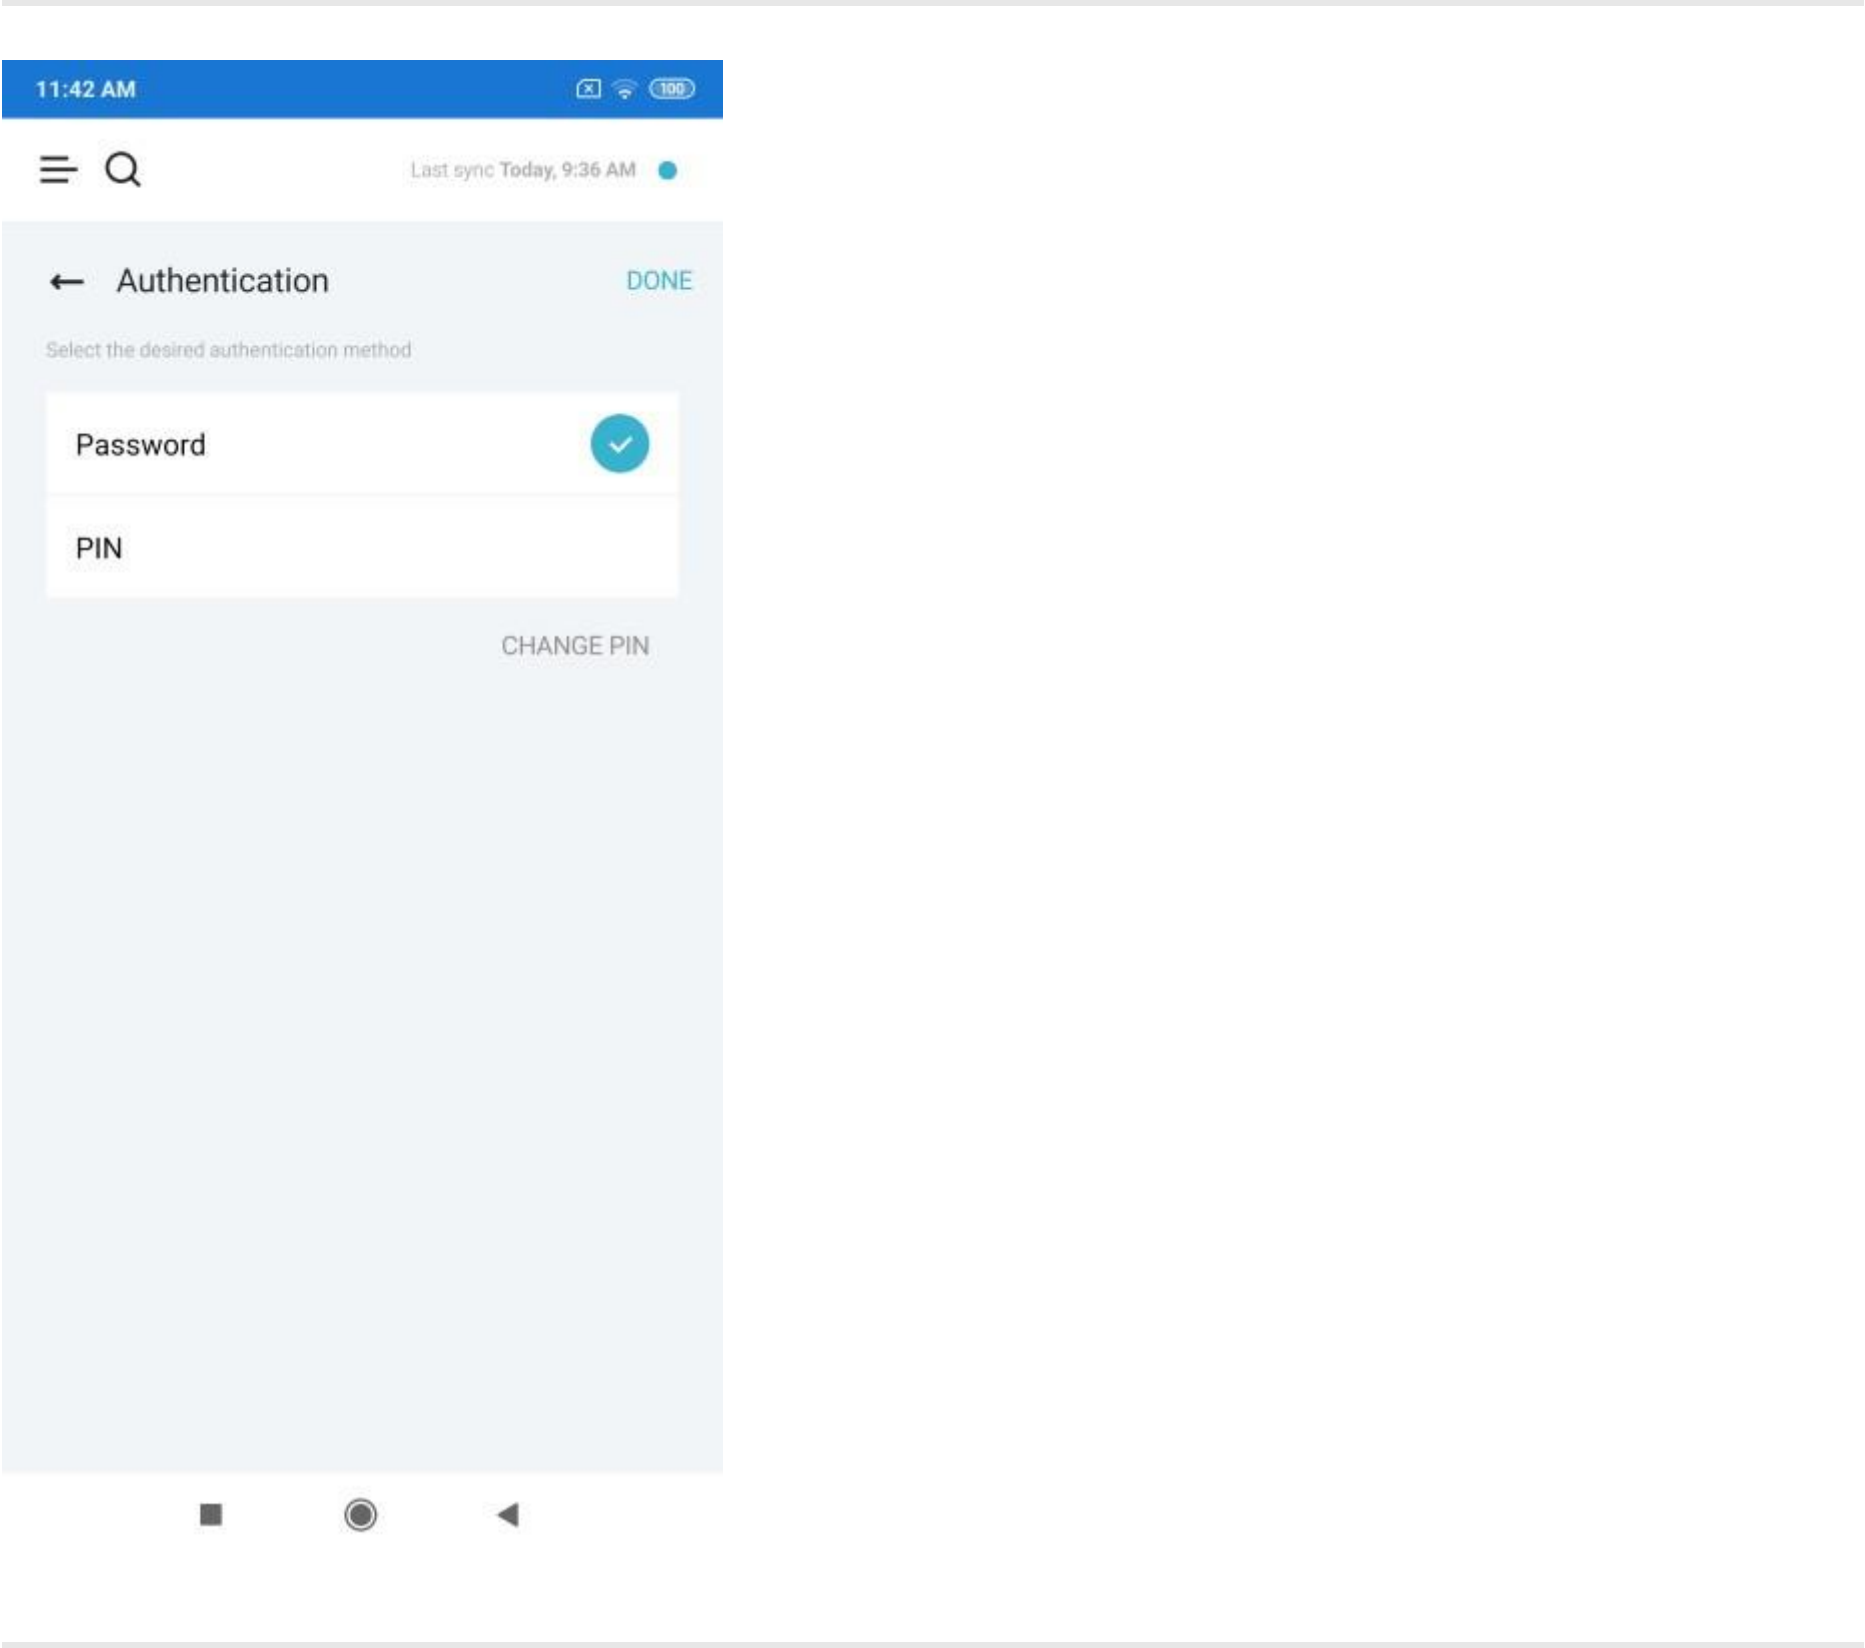 11:42 AM 100
Last sync Today, 9:36 AM
Authentication DONE
Select the desired authentication method
Password
PIN
CHANGE PIN